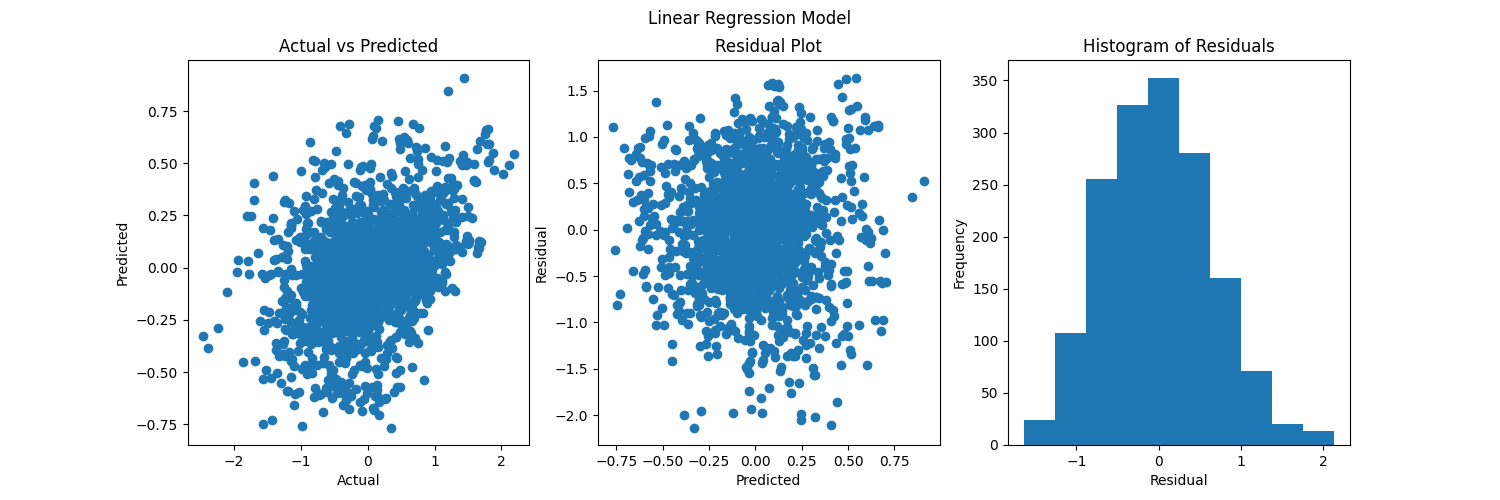 Linear Regression Model
Actual vs Predicted
Predicted
0.75
0.50
0.25
0.00
−0.25
−0.50
−0.75
−2 −1 0 1 2
Actual
Residual Plot
Residual
1.5
1.0
0.5
0.0
−0.5
−1.0
−1.5
−2.0
−0.75 −0.50 −0.25 0.00 0.25 0.50 0.75
Predicted
Histogram of Residuals
Frequency
350
300
250
200
150
100
50
0
−1 0 1 2
Residual